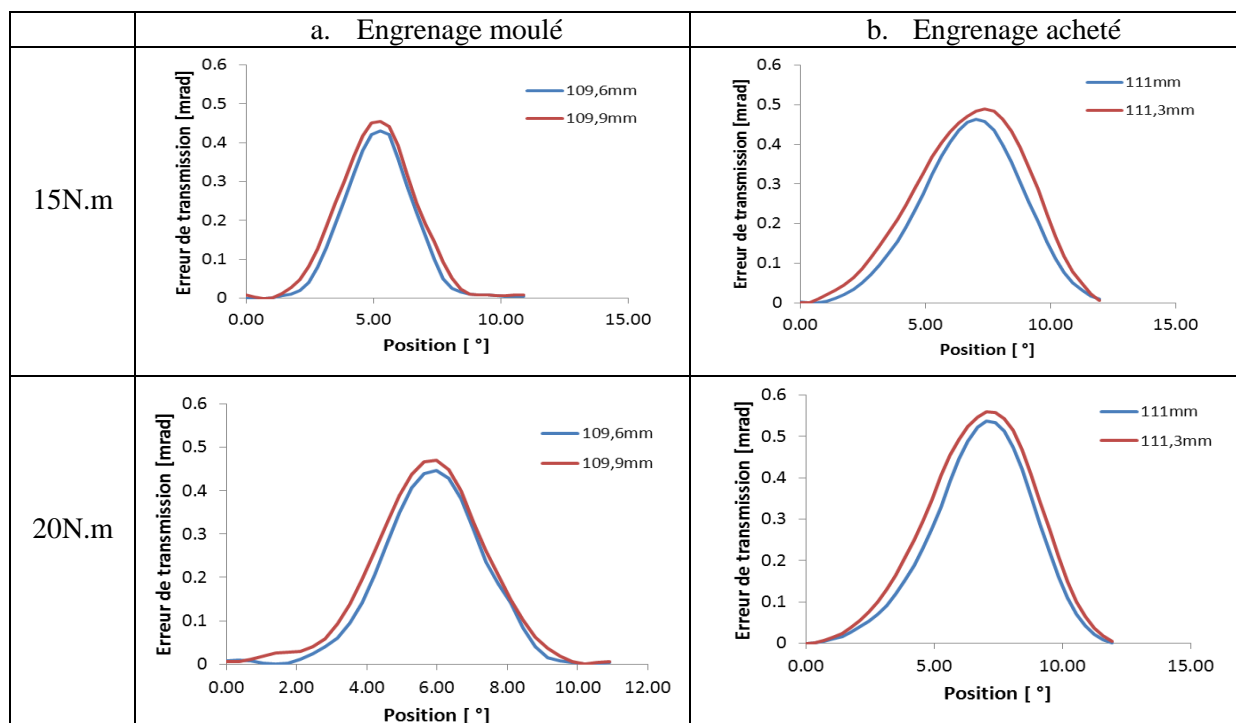 a. Engrenage moulé
b. Engrenage acheté
15N.m
Erreur de transmission [mrad]
0.6
0.5
0.4
0.3
0.2
0.1
0
0.00 5.00 10.00 15.00
Position [ °]
109,6mm
109,9mm
Erreur de transmission [mrad]
0.6
0.5
0.4
0.3
0.2
0.1
0
0.00 5.00 10.00 15.00
Position [ °]
111mm
111,3mm
20N.m
Erreur de transmission [mrad]
0.6
0.5
0.4
0.3
0.2
0.1
0
0.00 2.00 4.00 6.00 8.00 10.00 12.00
Position [ °]
109,6mm
109,9mm
Erreur de transmission [mrad]
0.6
0.5
0.4
0.3
0.2
0.1
0
0.00 5.00 10.00 15.00
Position [ °]
111mm
111,3mm